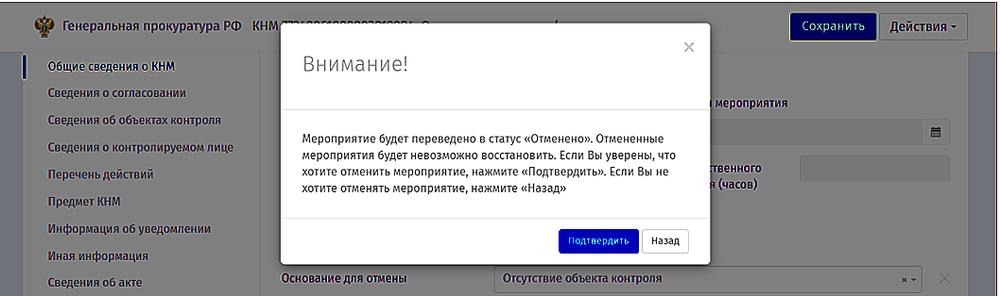 Генеральная прокуратура РФ КНМ
Сохранить
Действия
Общие сведения о КНМ
Сведения о согласовании
Сведения об объектах контроля
Сведения о контролируемом лице
Перечень действий
Предмет КНМ
Информация об уведомлении
Иная информация
Сведения об акте
Внимание!
×
Мероприятие будет переведено в статус «Отменено». Отмененные
мероприятия будет невозможно восстановить. Если Вы уверены, что
хотите отменить мероприятие, нажмите «Подтвердить». Если Вы не
хотите отменять мероприятие, нажмите «Назад»
Подтвердить
Назад
мероприятия
(часов)
Основание для отмены
Отсутствие объекта контроля